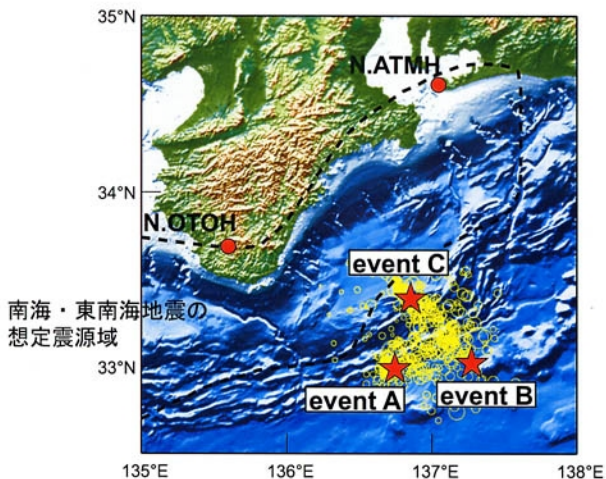 35°N
N.ATMH
34°N
N.OTOH
event C
南海・東南海地震の
想定震源域
33°N
event A
event B
135°E
136°E
137°E
138°E